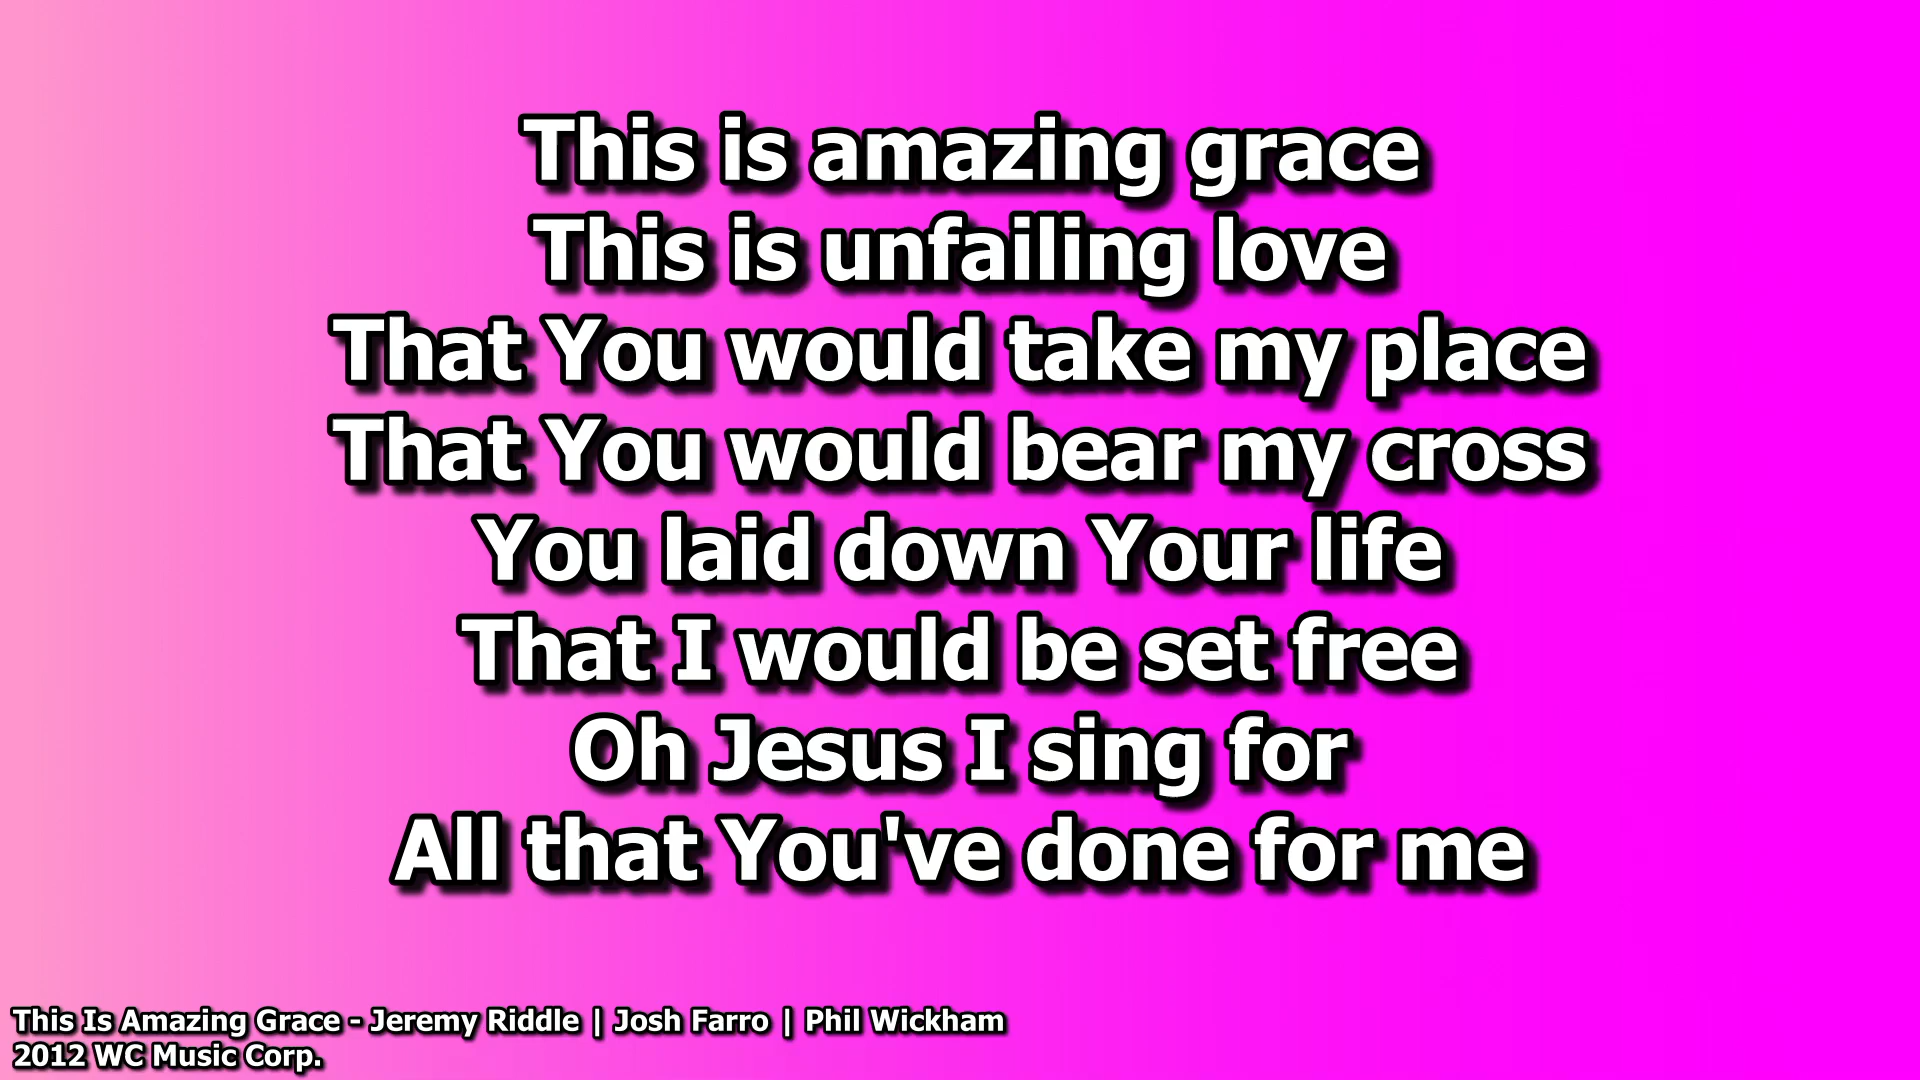 This is amazing grace
This is unfailing love
That You would take my place
That You would bear my cross
You laid down Your life
That I would be set free
Oh Jesus I sing for
All that You've done for me
This Is Amazing Grace - Jeremy Riddle | Josh Farro | Phil Wickham
2012 WC Music Corp.